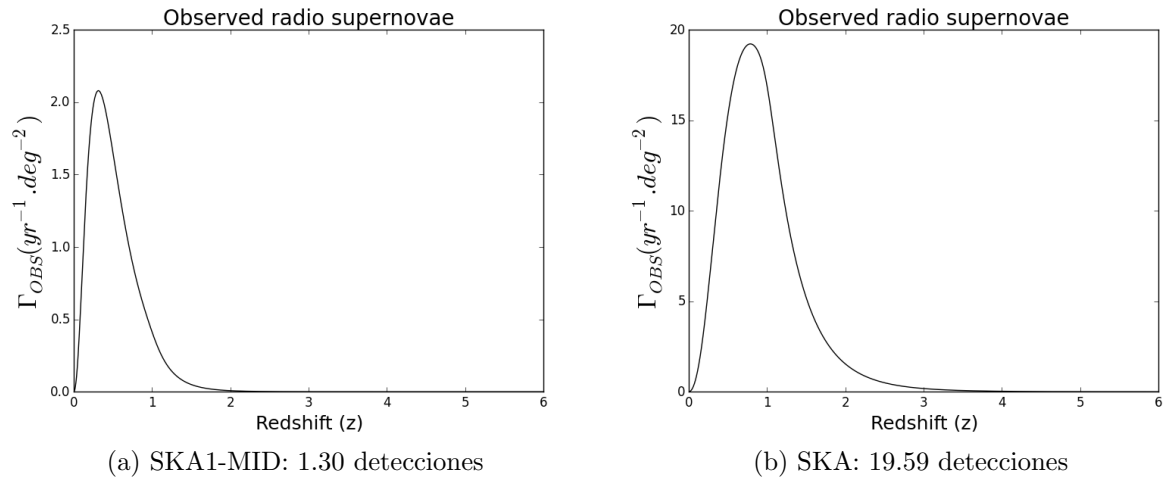 Observed radio supernovae
2.5
2.0
1.5
1.0
0.5
0.0
Γ_OBS(yr⁻¹.deg⁻²)
0 1 2 3 4 5 6
Redshift (z)
(a) SKA1-MID: 1.30 detecciones
Observed radio supernovae
20
15
10
5
0
Γ_OBS(yr⁻¹.deg⁻²)
0 1 2 3 4 5 6
Redshift (z)
(b) SKA: 19.59 detecciones